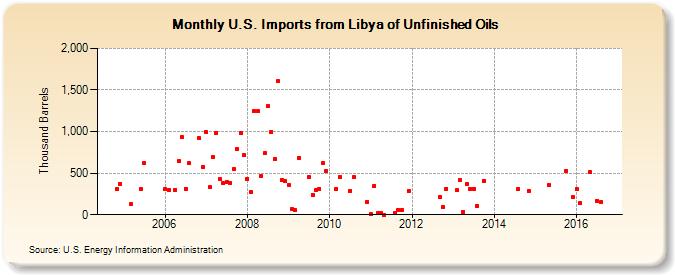 Monthly U.S. Imports from Libya of Unfinished Oils
Thousand Barrels
2,000
1,500
1,000
500
0
2006 2008 2010 2012 2014 2016
Source: U.S. Energy Information Administration